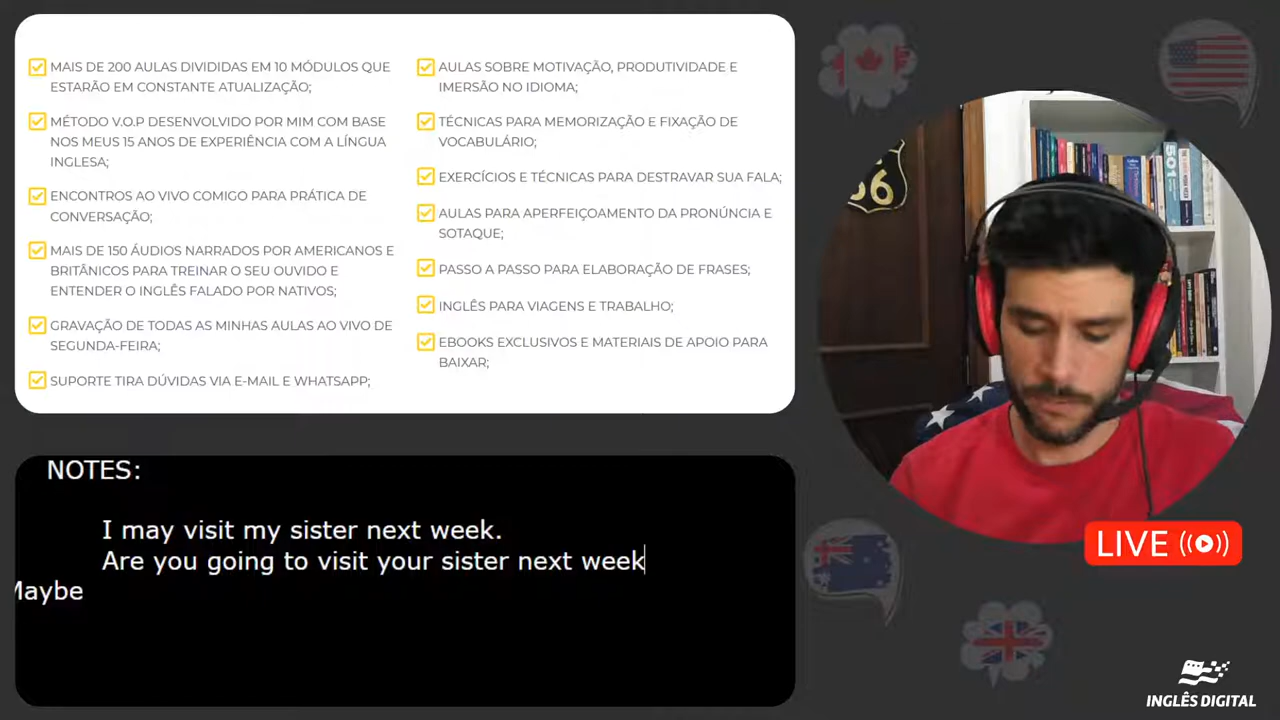 MAIS DE 200 AULAS DIVIDIDAS EM 10 MÓDULOS QUE
ESTARÃO EM CONSTANTE ATUALIZAÇÃO;
MÉTODO V.O.P DESENVOLVIDO POR MIM COM BASE
NOS MEUS 15 ANOS DE EXPERIÊNCIA COM A LÍNGUA
INGLESA;
ENCONTROS AO VIVO COMIGO PARA PRÁTICA DE
CONVERSAÇÃO;
MAIS DE 150 ÁUDIOS NARRADOS POR AMERICANOS E
BRITÂNICOS PARA TREINAR O SEU OUVIDO E
ENTENDER O INGLÊS FALADO POR NATIVOS;
GRAVAÇÃO DE TODAS AS MINHAS AULAS AO VIVO DE
SEGUNDA-FEIRA;
SUPORTE TIRA DÚVIDAS VIA E-MAIL E WHATSAPP;
AULAS SOBRE MOTIVAÇÃO, PRODUTIVIDADE E
IMERSÃO NO IDIOMA;
TÉCNICAS PARA MEMORIZAÇÃO E FIXAÇÃO DE
VOCABULÁRIO;
EXERCÍCIOS E TÉCNICAS PARA DESTRAVAR SUA FALA;
AULAS PARA APERFEIÇOAMENTO DA PRONÚNCIA E
SOTAQUE;
PASSO A PASSO PARA ELABORAÇÃO DE FRASES;
INGLÊS PARA VIAGENS E TRABALHO;
EBOOKS EXCLUSIVOS E MATERIAIS DE APOIO PARA
BAIXAR;
66
501
NOTES:
I may visit my sister next week.
Are you going to visit your sister next week
Maybe
LIVE
INGLÊS DIGITAL